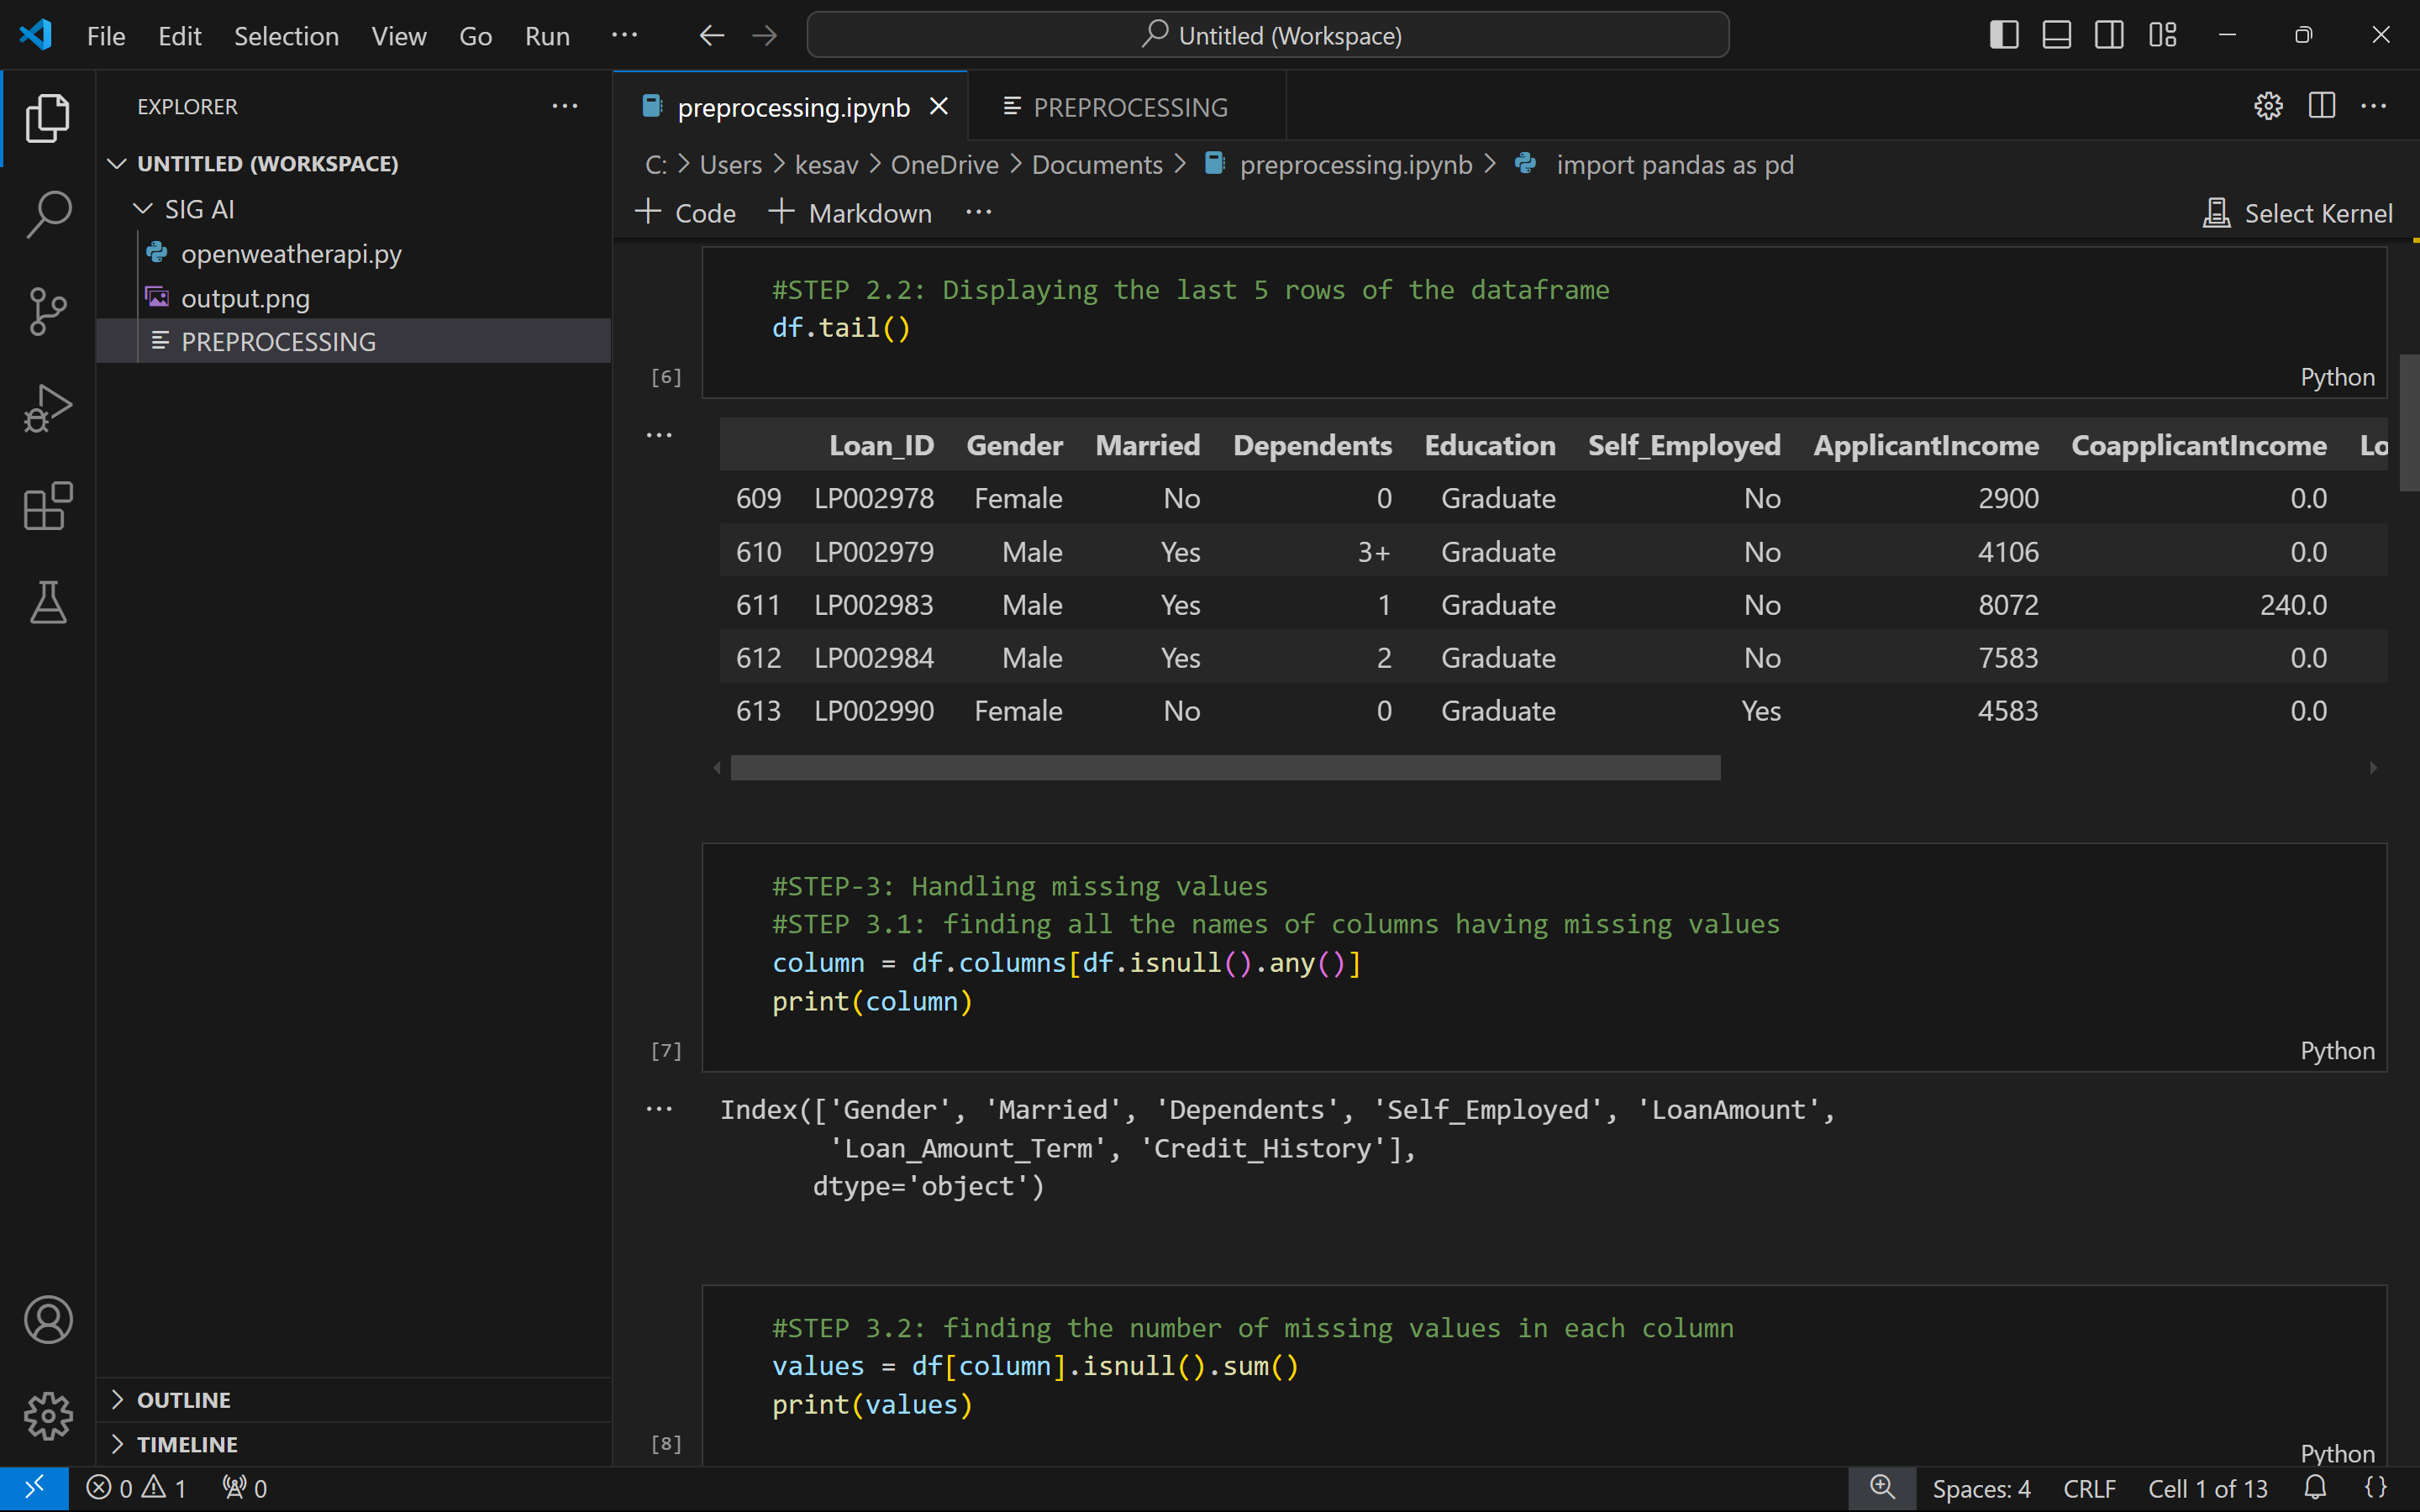 File Edit Selection View Go Run ··· Untitled (Workspace)
EXPLORER ···
UNTITLED (WORKSPACE)
SIG AI
openweatherapi.py
output.png
PREPROCESSING
OUTLINE
TIMELINE
preprocessing.ipynb PREPROCESSING
C: > Users > kesav > OneDrive > Documents > preprocessing.ipynb > import pandas as pd
+ Code + Markdown ··· Select Kernel
#STEP 2.2: Displaying the last 5 rows of the dataframe
df.tail()
[6] Python
Loan_ID Gender Married Dependents Education Self_Employed ApplicantIncome CoapplicantIncome Lo
609 LP002978 Female No 0 Graduate No 2900 0.0
610 LP002979 Male Yes 3+ Graduate No 4106 0.0
611 LP002983 Male Yes 1 Graduate No 8072 240.0
612 LP002984 Male Yes 2 Graduate No 7583 0.0
613 LP002990 Female No 0 Graduate Yes 4583 0.0
#STEP-3: Handling missing values
#STEP 3.1: finding all the names of columns having missing values
column = df.columns[df.isnull().any()]
print(column)
[7] Python
Index(['Gender', 'Married', 'Dependents', 'Self_Employed', 'LoanAmount',
'Loan_Amount_Term', 'Credit_History'],
dtype='object')
#STEP 3.2: finding the number of missing values in each column
values = df[column].isnull().sum()
print(values)
[8] Python
0 1 0 Spaces: 4 CRLF Cell 1 of 13 {}